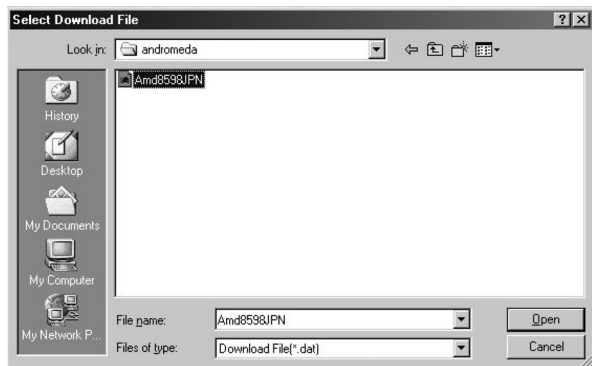 Select Download File
Look in: andromeda
Amd8598JPN
History
Desktop
My Documents
My Computer
My Network P...
File name: Amd8598JPN
Open
Files of type: Download File(*.dat)
Cancel